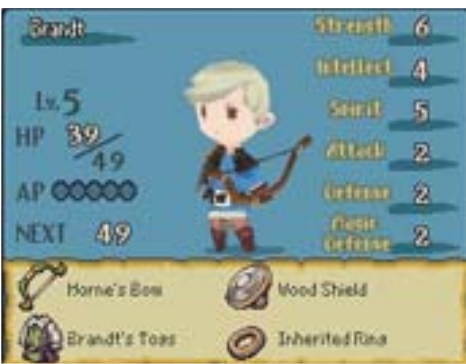 Brandt
Strength 6
Intellect 4
Spirit 5
Attack 2
Defense 2
Magic Defense 2
Lv. 5
HP 39/49
AP
NEXT 49
Horne's Bow
Wood Shield
Brandt's Togs
Inherited Ring